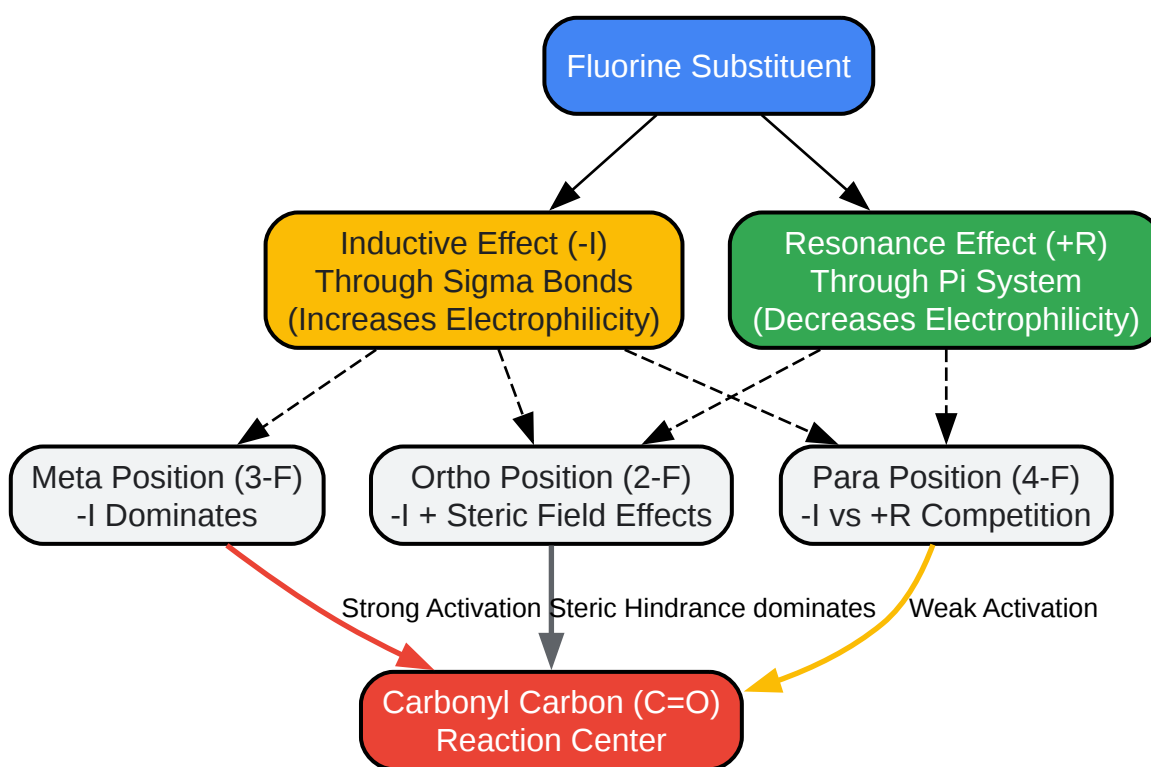 Fluorine Substituent
Inductive Effect (-I)
Through Sigma Bonds
(Increases Electrophilicity)
Resonance Effect (+R)
Through Pi System
(Decreases Electrophilicity)
Meta Position (3-F)
-I Dominates
Ortho Position (2-F)
-I + Steric Field Effects
Para Position (4-F)
-I vs +R Competition
Strong Activation
Steric Hindrance dominates
Weak Activation
Carbonyl Carbon (C=O)
Reaction Center